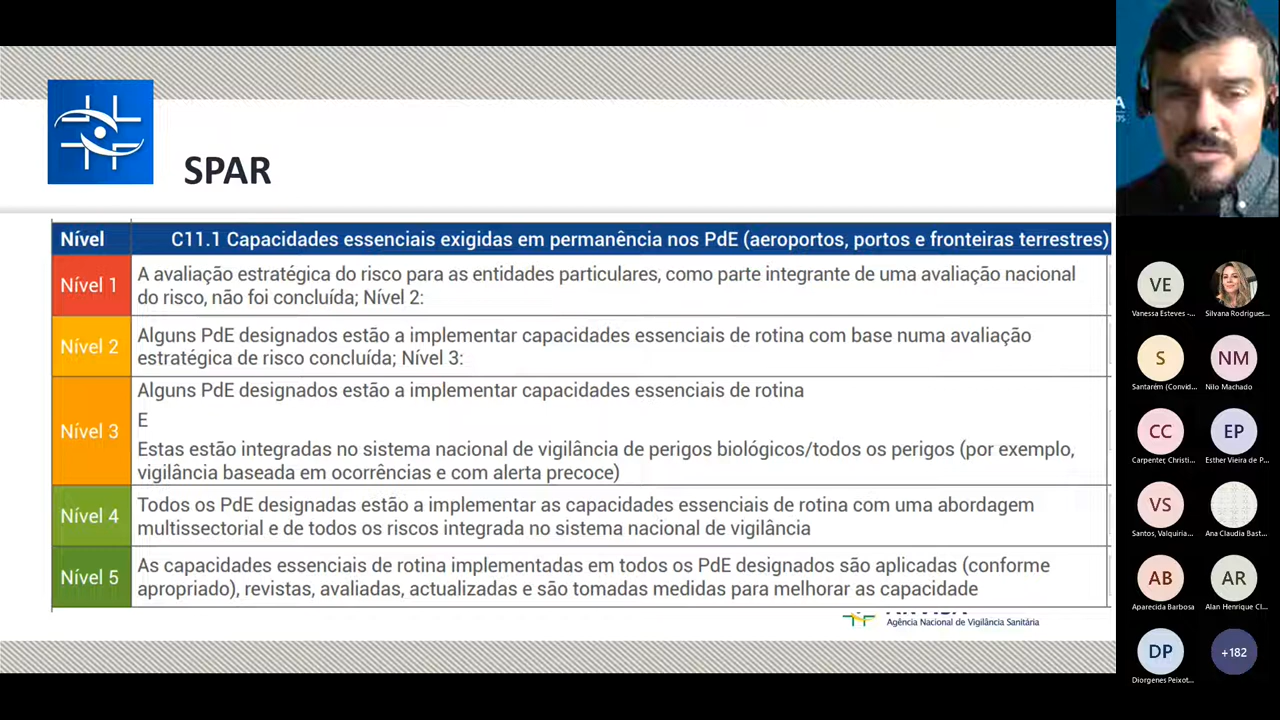 SPAR
Nível
C11.1 Capacidades essenciais exigidas em permanência nos PdE (aeroportos, portos e fronteiras terrestres)
Nível 1
A avaliação estratégica do risco para as entidades particulares, como parte integrante de uma avaliação nacional
do risco, não foi concluída; Nível 2:
Nível 2
Alguns PdE designados estão a implementar capacidades essenciais de rotina com base numa avaliação
estratégica de risco concluída; Nível 3:
Nível 3
Alguns PdE designados estão a implementar capacidades essenciais de rotina
E
Estas estão integradas no sistema nacional de vigilância de perigos biológicos/todos os perigos (por exemplo,
vigilância baseada em ocorrências e com alerta precoce)
Nível 4
Todos os PdE designadas estão a implementar as capacidades essenciais de rotina com uma abordagem
multissectorial e de todos os riscos integrada no sistema nacional de vigilância
Nível 5
As capacidades essenciais de rotina implementadas em todos os PdE designados são aplicadas (conforme
apropriado), revistas, avaliadas, actualizadas e são tomadas medidas para melhorar as capacidade
Agência Nacional de Vigilância Sanitária
VE
Vanessa Esteves -...
Silvana Rodrigues...
S
Santarém (Convid...
NM
Nilo Machado
CC
Carpenter, Christi...
EP
Esther Vieira de P...
VS
Santos, Valquíria...
Ana Claudia Bast...
AB
Aparecida Barbosa
AR
Alan Henrique Cl...
DP
Diorgenes Peixot...
+182